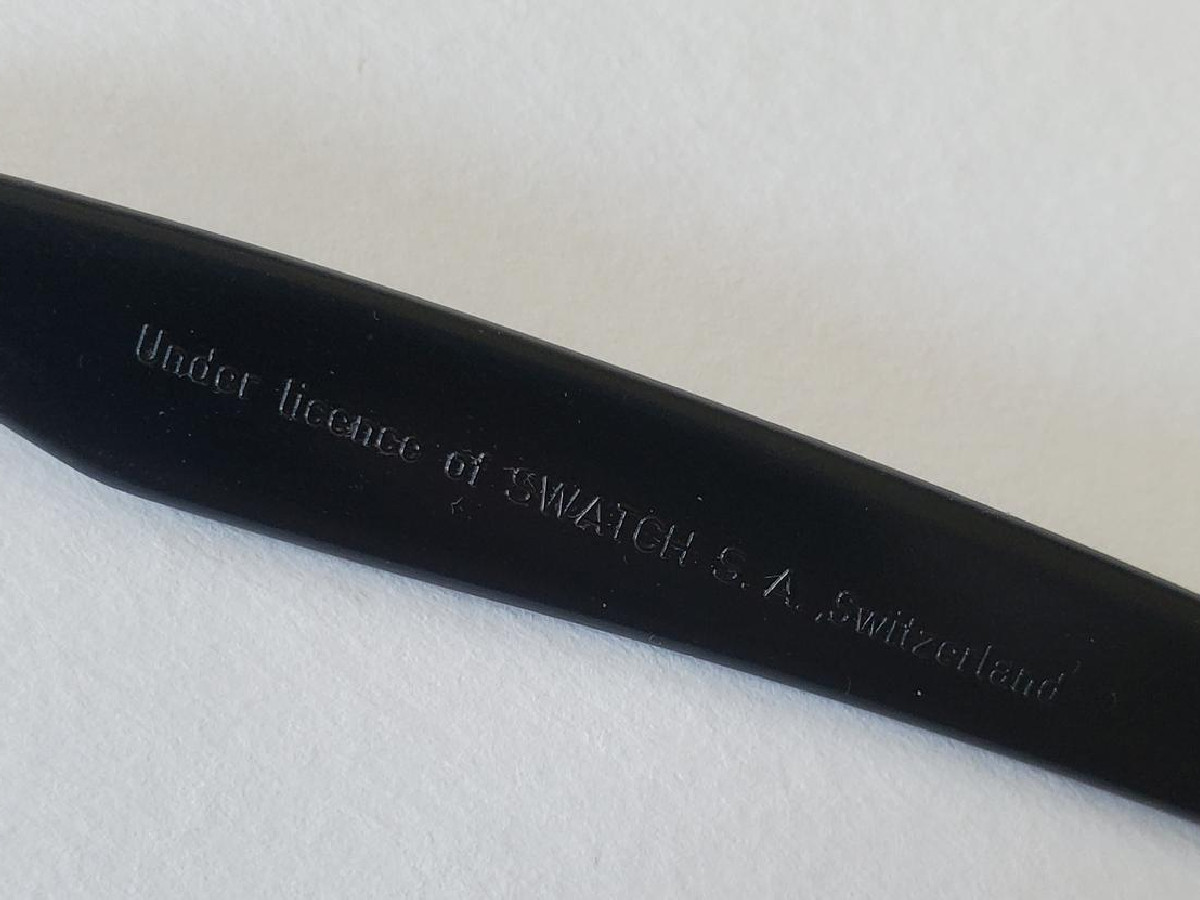 Under licence of SWATCH S. A. ,Switzerland